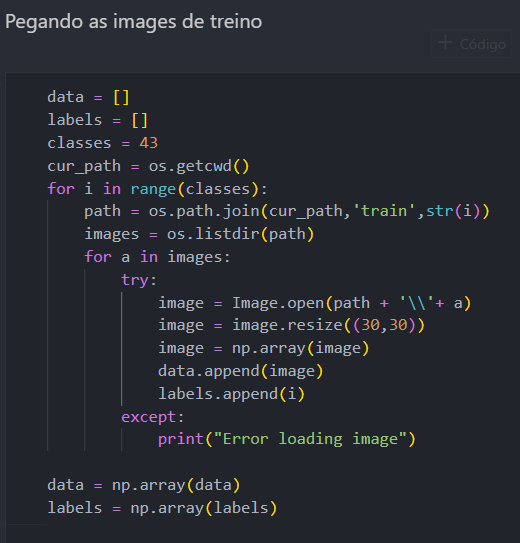 Pegando as images de treino
+ Código
data = []
labels = []
classes = 43
cur_path = os.getcwd()
for i in range(classes):
    path = os.path.join(cur_path,'train',str(i))
    images = os.listdir(path)
    for a in images:
        try:
            image = Image.open(path + '\\'+ a)
            image = image.resize((30,30))
            image = np.array(image)
            data.append(image)
            labels.append(i)
        except:
            print("Error loading image")
data = np.array(data)
labels = np.array(labels)